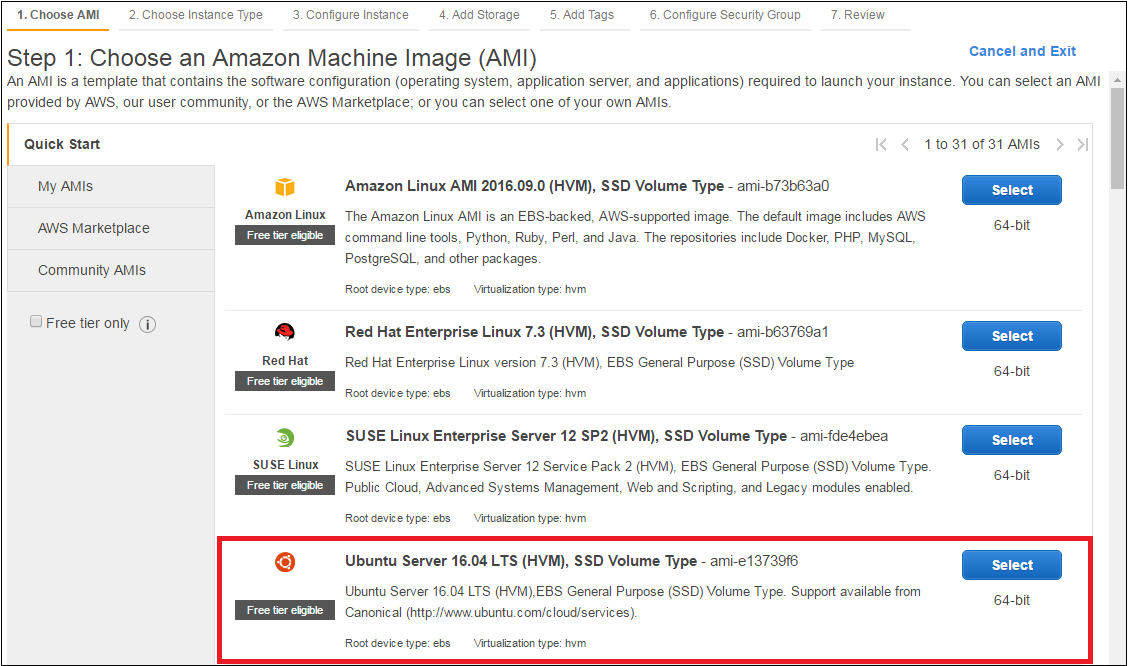 1. Choose AMI 2. Choose Instance Type 3. Configure Instance 4. Add Storage 5. Add Tags 6. Configure Security Group 7. Review
Step 1: Choose an Amazon Machine Image (AMI)
Cancel and Exit
An AMI is a template that contains the software configuration (operating system, application server, and applications) required to launch your instance. You can select an AMI
provided by AWS, our user community, or the AWS Marketplace; or you can select one of your own AMIs.
Quick Start
1 to 31 of 31 AMIs
My AMIs
AWS Marketplace
Community AMIs
Free tier only i
Amazon Linux
Free tier eligible
Amazon Linux AMI 2016.09.0 (HVM), SSD Volume Type - ami-b73b63a0
The Amazon Linux AMI is an EBS-backed, AWS-supported image. The default image includes AWS
command line tools, Python, Ruby, Perl, and Java. The repositories include Docker, PHP, MySQL,
PostgreSQL, and other packages.
Root device type: ebs Virtualization type: hvm
Select
64-bit
Red Hat
Free tier eligible
Red Hat Enterprise Linux 7.3 (HVM), SSD Volume Type - ami-b63769a1
Red Hat Enterprise Linux version 7.3 (HVM), EBS General Purpose (SSD) Volume Type
Root device type: ebs Virtualization type: hvm
Select
64-bit
SUSE Linux
Free tier eligible
SUSE Linux Enterprise Server 12 SP2 (HVM), SSD Volume Type - ami-fde4ebea
SUSE Linux Enterprise Server 12 Service Pack 2 (HVM), EBS General Purpose (SSD) Volume Type.
Public Cloud, Advanced Systems Management, Web and Scripting, and Legacy modules enabled.
Root device type: ebs Virtualization type: hvm
Select
64-bit
Free tier eligible
Ubuntu Server 16.04 LTS (HVM), SSD Volume Type - ami-e13739f6
Ubuntu Server 16.04 LTS (HVM),EBS General Purpose (SSD) Volume Type. Support available from
Canonical (http://www.ubuntu.com/cloud/services).
Root device type: ebs Virtualization type: hvm
Select
64-bit